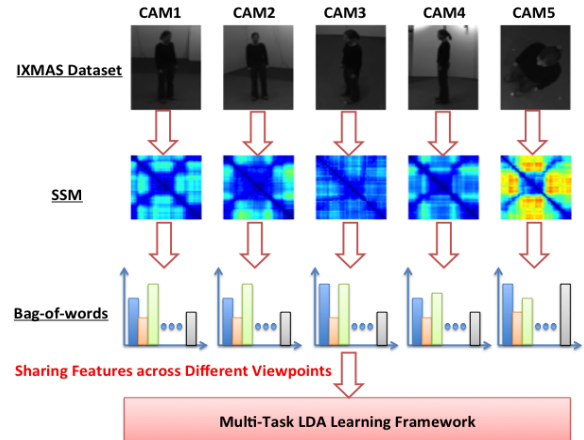 CAM1 CAM2 CAM3 CAM4 CAM5
IXMAS Dataset
SSM
Bag-of-words
Sharing Features across Different Viewpoints
Multi-Task LDA Learning Framework